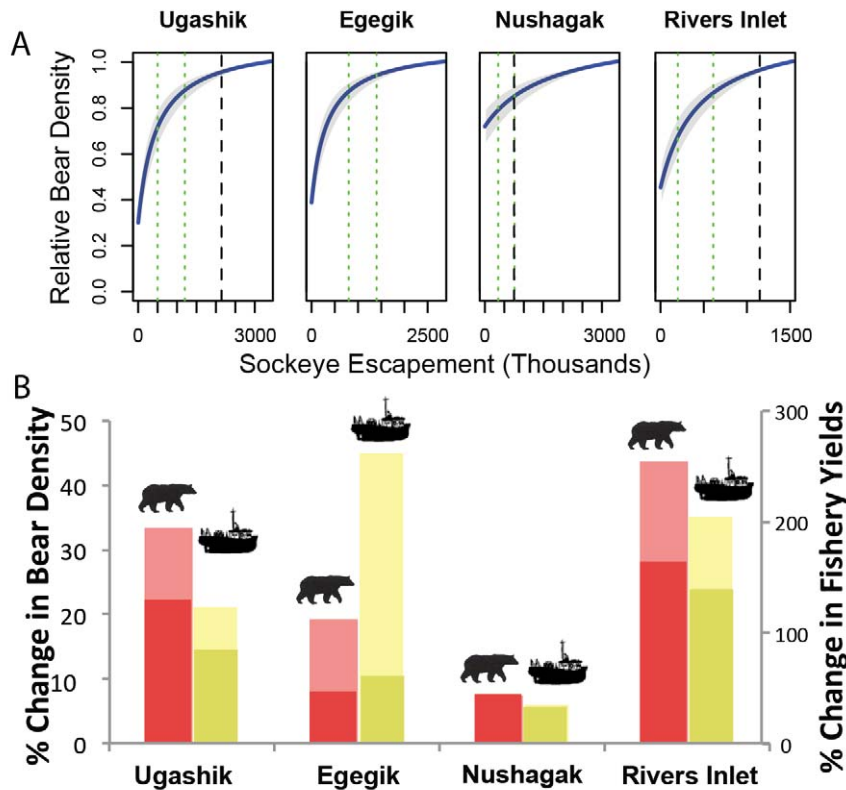 Ugashik Egegik Nushagak Rivers Inlet
A
Relative Bear Density
1.0
0.8
0.6
0.4
0.2
0.0
0 3000 0 2500 0 3000 0 1500
Sockeye Escapement (Thousands)
B
% Change in Bear Density
50
40
30
20
10
0
300
200
100
0
% Change in Fishery Yields
Ugashik Egegik Nushagak Rivers Inlet